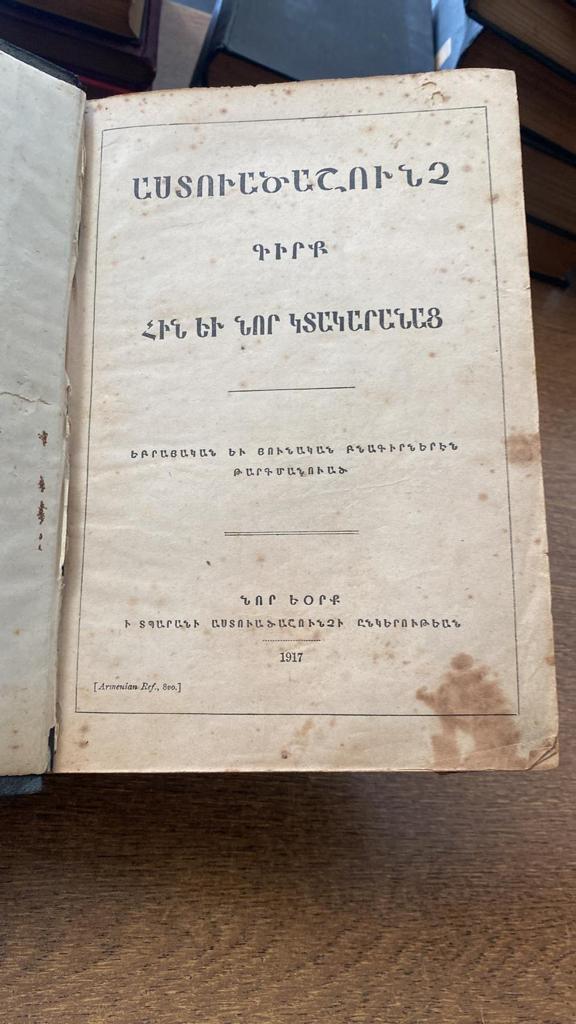 ԱՍՏՈՒԱԾԱՇՈՒՆՉ
ԳԻՐՔ
ՀԻՆ ԵՒ ՆՈՐ ԿՏԱԿԱՐԱՆԱՑ
ԵԲՐԱՅԱԿԱՆ ԵՒ ՅՈՒՆԱԿԱՆ ԲՆԱԳԻՐՆԵՐԷՆ
ԹԱՐԳՄԱՆՈՒԱԾ
ՆՈՐ ԵՕՐՔ
Ի ՏՊԱՐԱՆԻ ԱՍՏՈՒԱԾԱՇՈՒՆՉԻ ԸՆԿԵՐՈՒԹԵԱՆ
1917
[Armenian Ref., 8vo.]